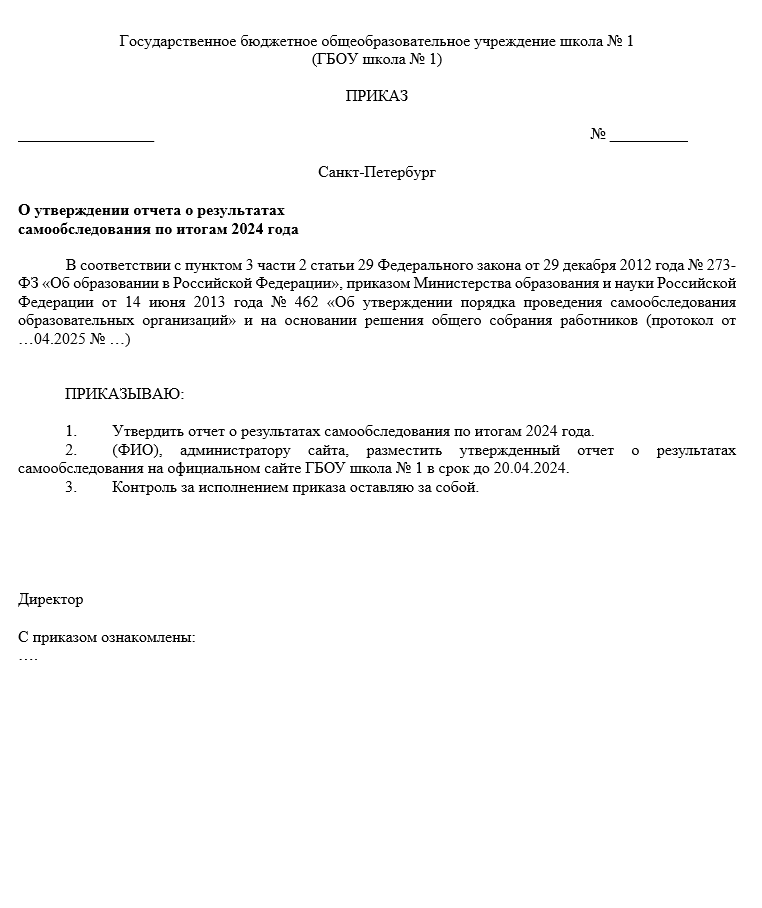 Государственное бюджетное общеобразовательное учреждение школа № 1
(ГБОУ школа № 1)
ПРИКАЗ
_________________ № __________
Санкт-Петербург
О утверждении отчета о результатах
самообследования по итогам 2024 года
В соответствии с пунктом 3 части 2 статьи 29 Федерального закона от 29 декабря 2012 года № 273-
ФЗ «Об образовании в Российской Федерации», приказом Министерства образования и науки Российской
Федерации от 14 июня 2013 года № 462 «Об утверждении порядка проведения самообследования
образовательных организаций» и на основании решения общего собрания работников (протокол от
…04.2025 № …)
ПРИКАЗЫВАЮ:
1. Утвердить отчет о результатах самообследования по итогам 2024 года.
2. (ФИО), администратору сайта, разместить утвержденный отчет о результатах
самообследования на официальном сайте ГБОУ школа № 1 в срок до 20.04.2024.
3. Контроль за исполнением приказа оставляю за собой.
Директор
С приказом ознакомлены:
….